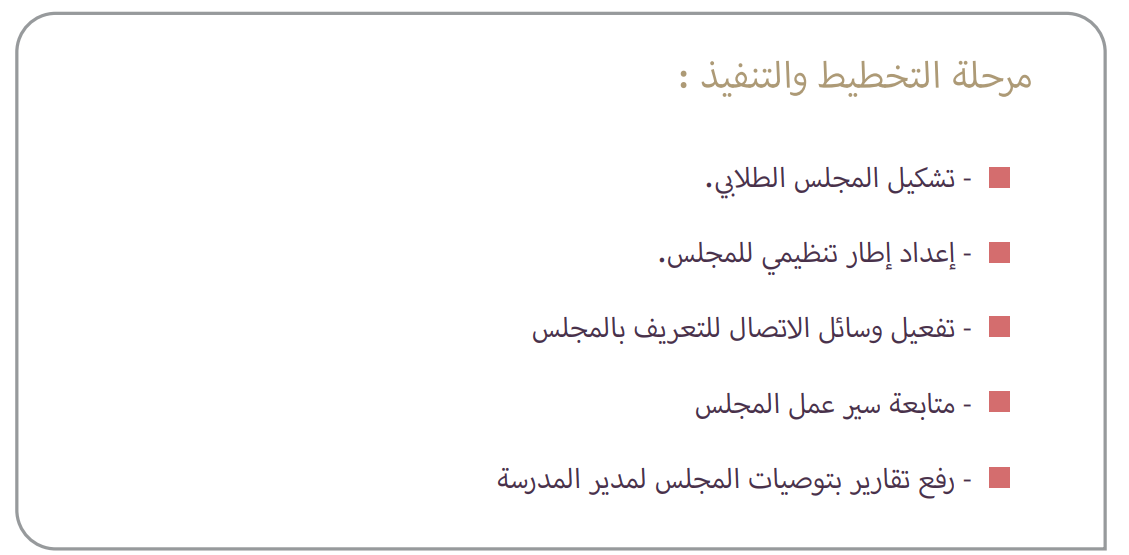 مرحلة التخطيط والتنفيذ :
- تشكيل المجلس الطلابي.
- إعداد إطار تنظيمي للمجلس.
- تفعيل وسائل الاتصال للتعريف بالمجلس
- متابعة سير عمل المجلس
- رفع تقارير بتوصيات المجلس لمدير المدرسة